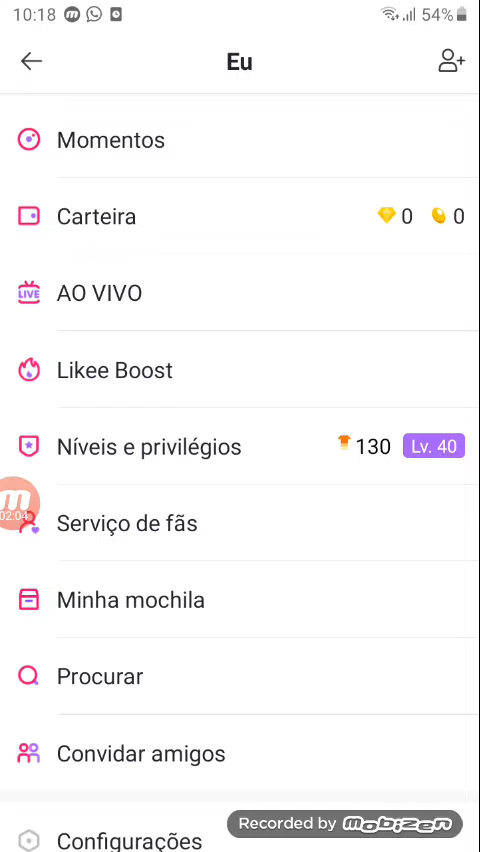 10:18 54%
Eu
Momentos
Carteira 0 0
LIVE AO VIVO
Likee Boost
Níveis e privilégios 130 Lv. 40
02:04
Serviço de fãs
Minha mochila
Procurar
Convidar amigos
Recorded by mobizen
Configurações